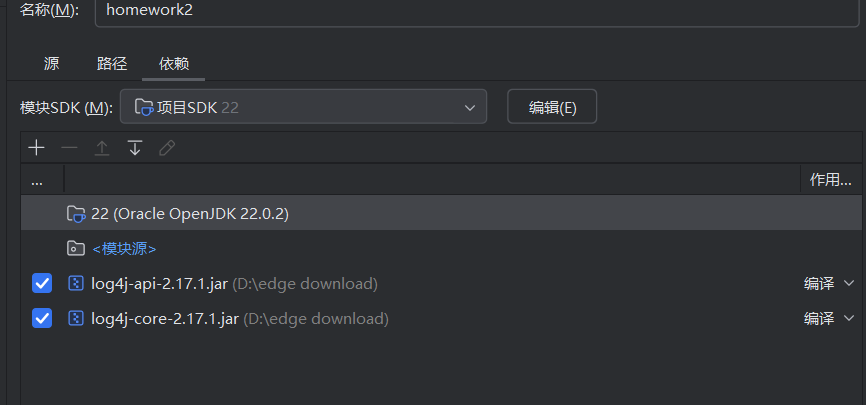 名称(M): homework2
源 路径 依赖
模块SDK (M): 项目SDK 22 编辑(E)
... 作用...
22 (Oracle OpenJDK 22.0.2)
<模块源>
log4j-api-2.17.1.jar (D:\edge download) 编译
log4j-core-2.17.1.jar (D:\edge download) 编译